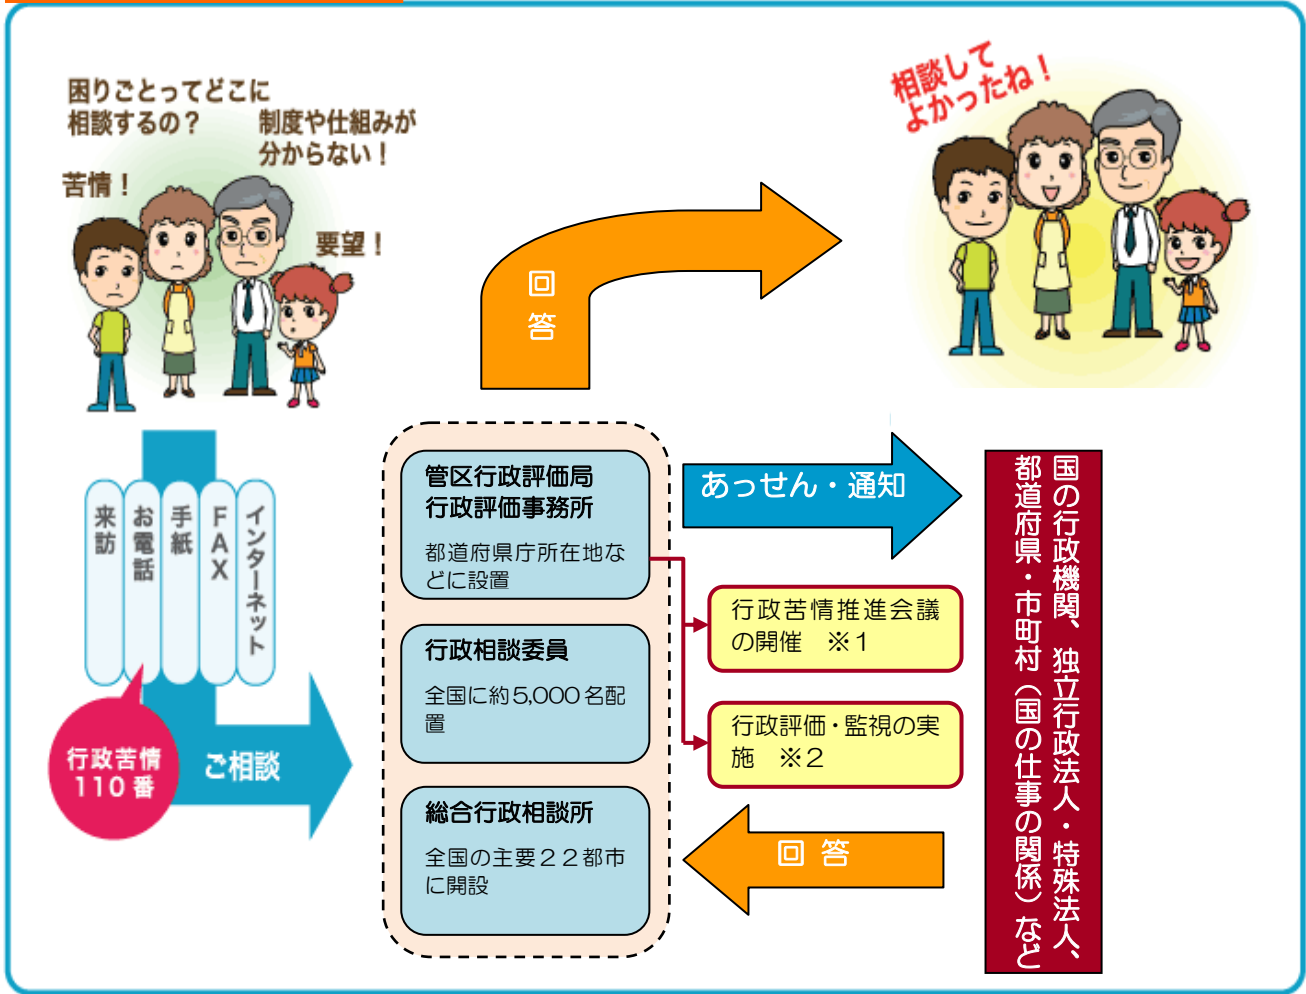 困りごとってどこに
相談するの？
制度や仕組みが
分からない！
苦情！
要望！
相談して
よかったね！
回
答
来訪
お電話
手紙
ＦＡＸ
インターネット
行政苦情
110番
ご相談
管区行政評価局
行政評価事務所
都道府県庁所在地な
どに設置
行政相談委員
全国に約5,000名配
置
総合行政相談所
全国の主要２２都市
に開設
あっせん・通知
行政苦情推進会議
の開催　※１
行政評価・監視の実
施　※２
回 答
国の行政機関、独立行政法人・特殊法人、
都道府県・市町村（国の仕事の関係）など